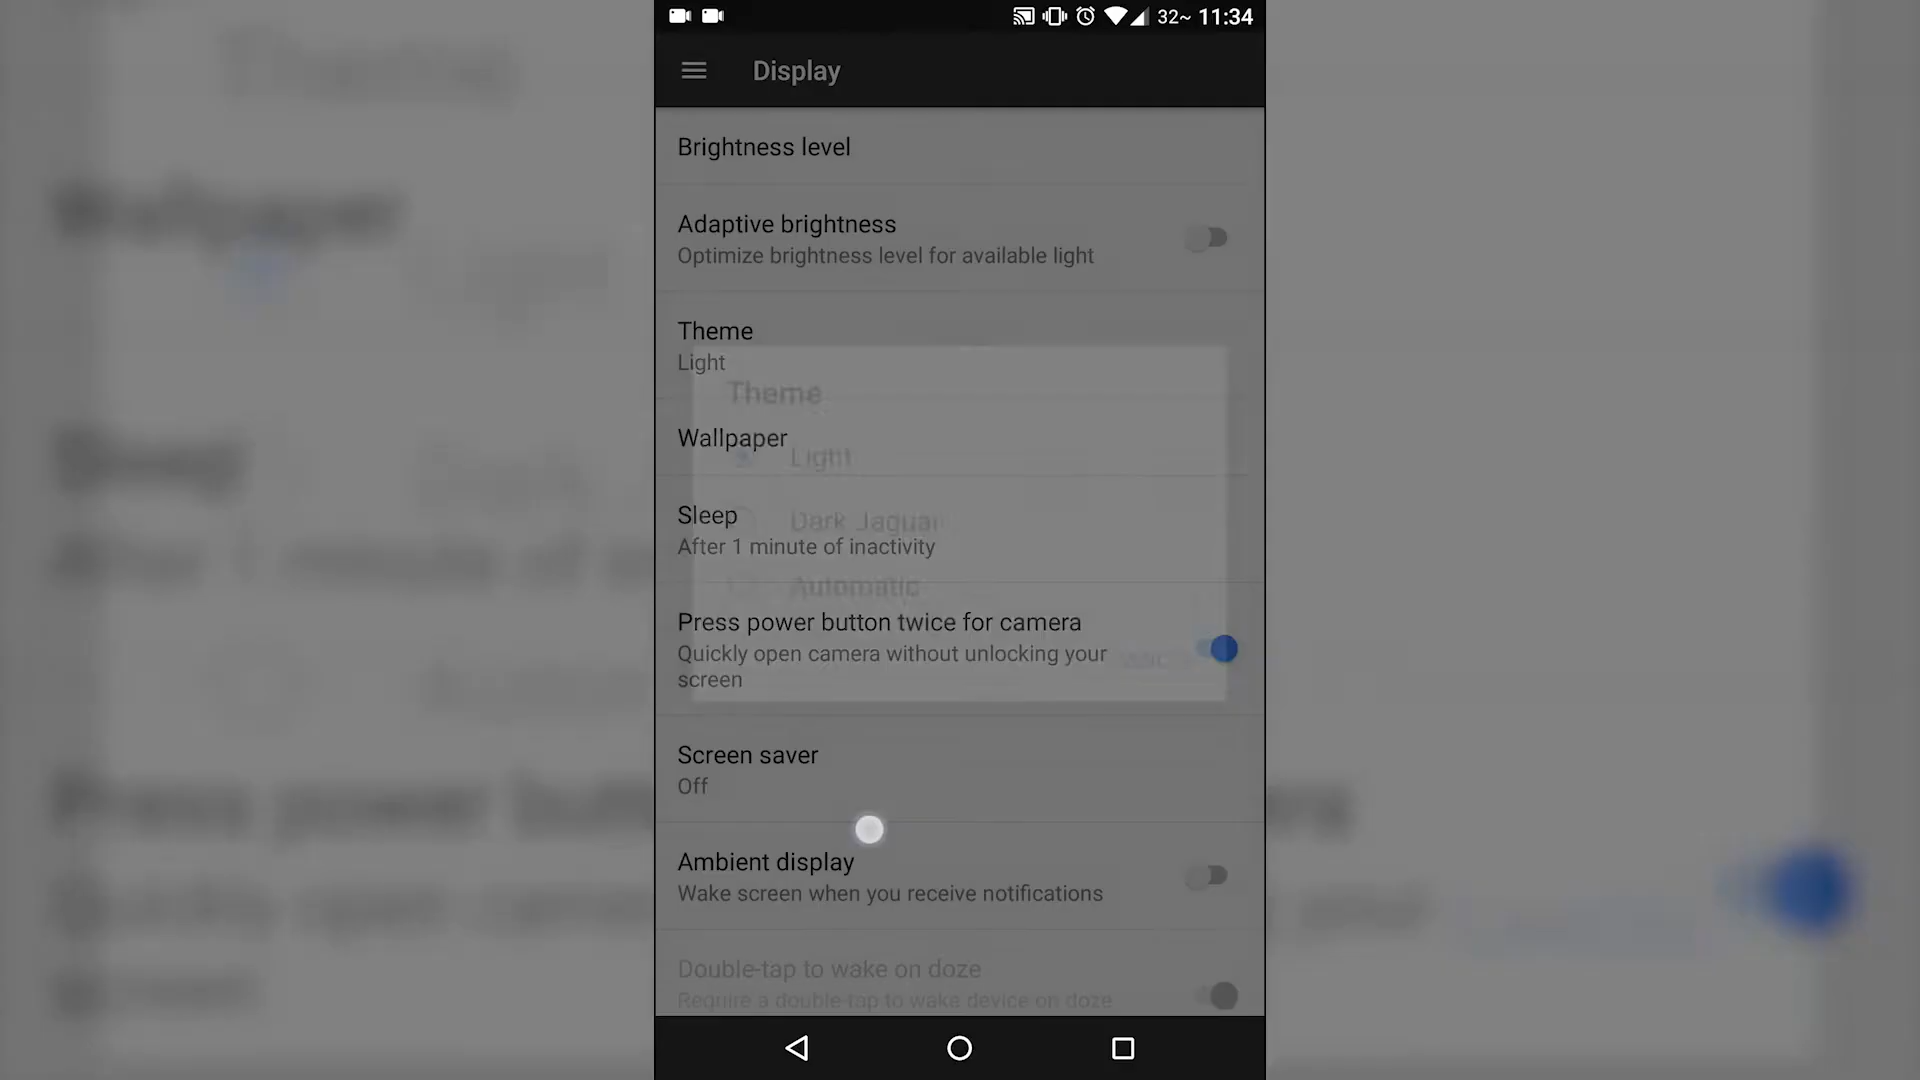 32~ 11:34
Display
Brightness level
Adaptive brightness
Optimize brightness level for available light
Theme
Light
Theme
Wallpaper
Light
Sleep
Dark Jaguar
After 1 minute of inactivity
Automatic
Press power button twice for camera
Quickly open camera without unlocking your
screen
Screen saver
Off
Ambient display
Wake screen when you receive notifications
Double-tap to wake on doze
Require a double-tap to wake device on doze